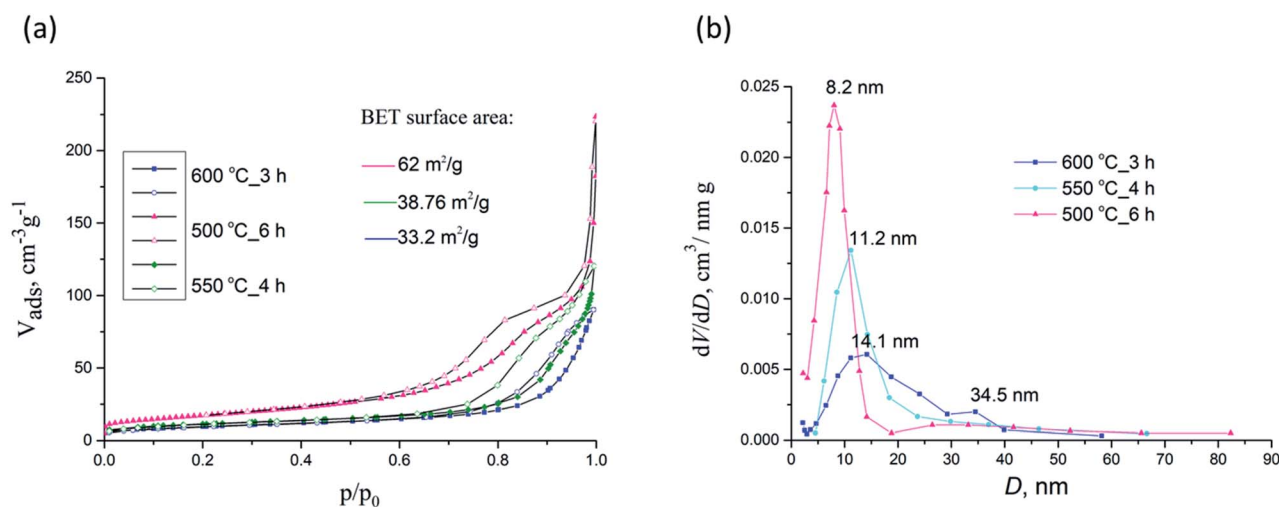 (a)
250
200
150
100
50
0
0.0
0.2
0.4
0.6
0.8
1.0
V_ads, cm⁻³g⁻¹
p/p₀
600 °C_3 h
500 °C_6 h
550 °C_4 h
BET surface area:
62 m²/g
38.76 m²/g
33.2 m²/g
(b)
0.025
0.020
0.015
0.010
0.005
0.000
0
10
20
30
40
50
60
70
80
90
dV/dD, cm³/ nm g
D, nm
8.2 nm
11.2 nm
14.1 nm
34.5 nm
600 °C_3 h
550 °C_4 h
500 °C_6 h